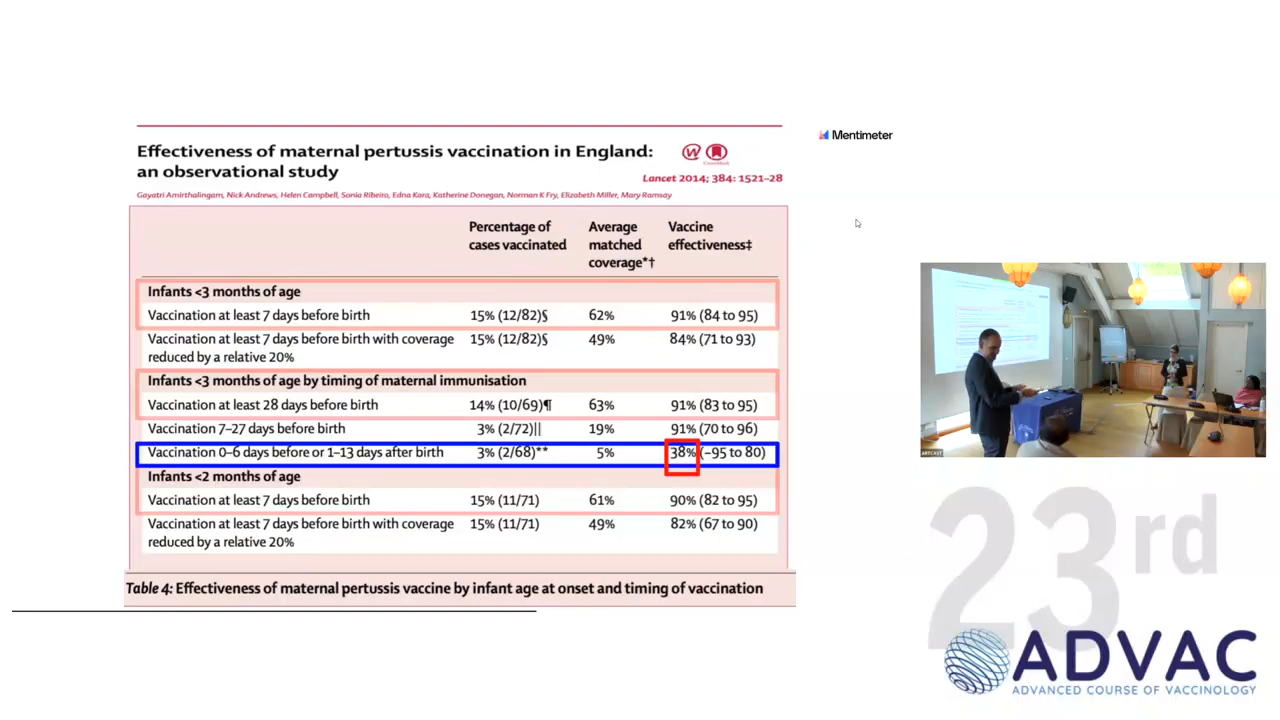 Mentimeter
Effectiveness of maternal pertussis vaccination in England:
an observational study
CrossMark
Lancet 2014; 384: 1521–28
Gayatri Amirthalingam, Nick Andrews, Helen Campbell, Sonia Ribeiro, Edna Kara, Katherine Donegan, Norman K Fry, Elizabeth Miller, Mary Ramsay
Percentage of cases vaccinated Average matched coverage*† Vaccine effectiveness‡
Infants <3 months of age
Vaccination at least 7 days before birth 15% (12/82)§ 62% 91% (84 to 95)
Vaccination at least 7 days before birth with coverage 15% (12/82)§ 49% 84% (71 to 93)
reduced by a relative 20%
Infants <3 months of age by timing of maternal immunisation
Vaccination at least 28 days before birth 14% (10/69)¶ 63% 91% (83 to 95)
Vaccination 7–27 days before birth 3% (2/72)|| 19% 91% (70 to 96)
Vaccination 0–6 days before or 1–13 days after birth 3% (2/68)** 5% 38% (–95 to 80)
Infants <2 months of age
Vaccination at least 7 days before birth 15% (11/71) 61% 90% (82 to 95)
Vaccination at least 7 days before birth with coverage 15% (11/71) 49% 82% (67 to 90)
reduced by a relative 20%
Table 4: Effectiveness of maternal pertussis vaccine by infant age at onset and timing of vaccination
ARTCAST
23rd
ADVAC
ADVANCED COURSE OF VACCINOLOGY